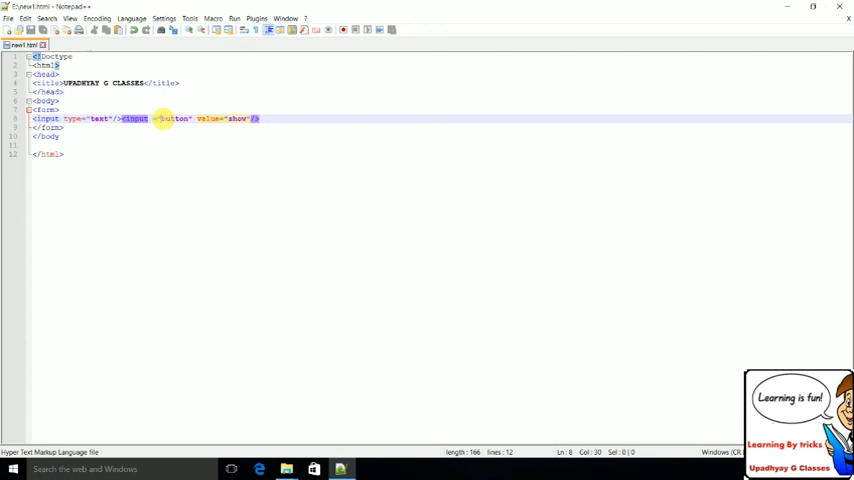 E:\new1.html - Notepad++
File Edit Search View Encoding Language Settings Tools Macro Run Plugins Window ?
X
new1.html
1 <!Doctype
2 <html>
3 <head>
4 <title>UPADHYAY G CLASSES</title>
5 </head>
6 <body>
7 <form>
8 <input type="text"/><input ="button" value="show"/>
9 </form>
10 </body
11
12 </html>
Learning is fun!
Learning By tricks
Upadhyay G Classes
Hyper Text Markup Language file length : 166 lines : 12 Ln : 8 Col : 30 Sel : 0 | 0 Windows (CR
Search the web and Windows